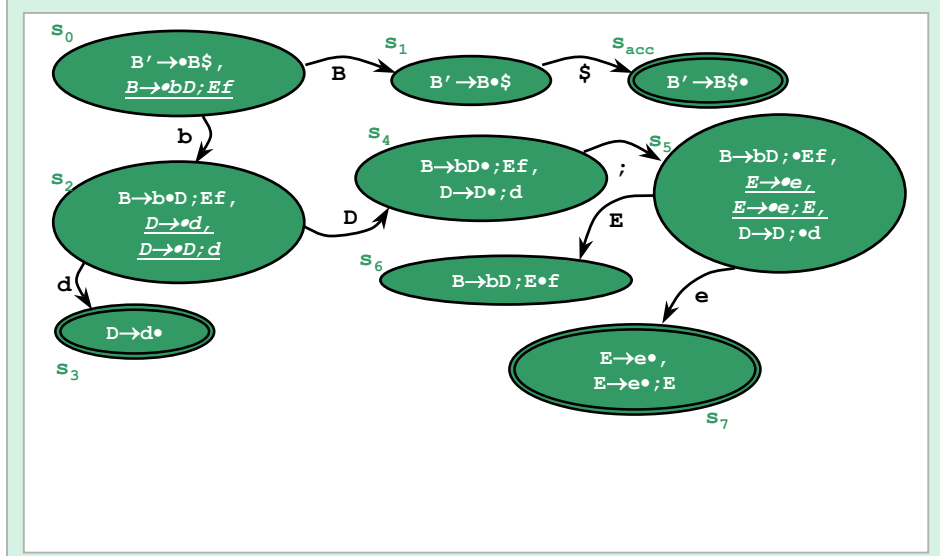 s0
B′→•B$,
B→•bD;Ef
B
s1
B′→B•$
$
sacc
B′→B$•
b
s2
B→b•D;Ef,
D→•d,
D→•D;d
D
s4
B→bD•;Ef,
D→D•;d
;
s5
B→bD;•Ef,
E→•e,
E→•e;E,
D→D;•d
E
s6
B→bD;E•f
d
D→d•
s3
e
E→e•,
E→e•;E
s7